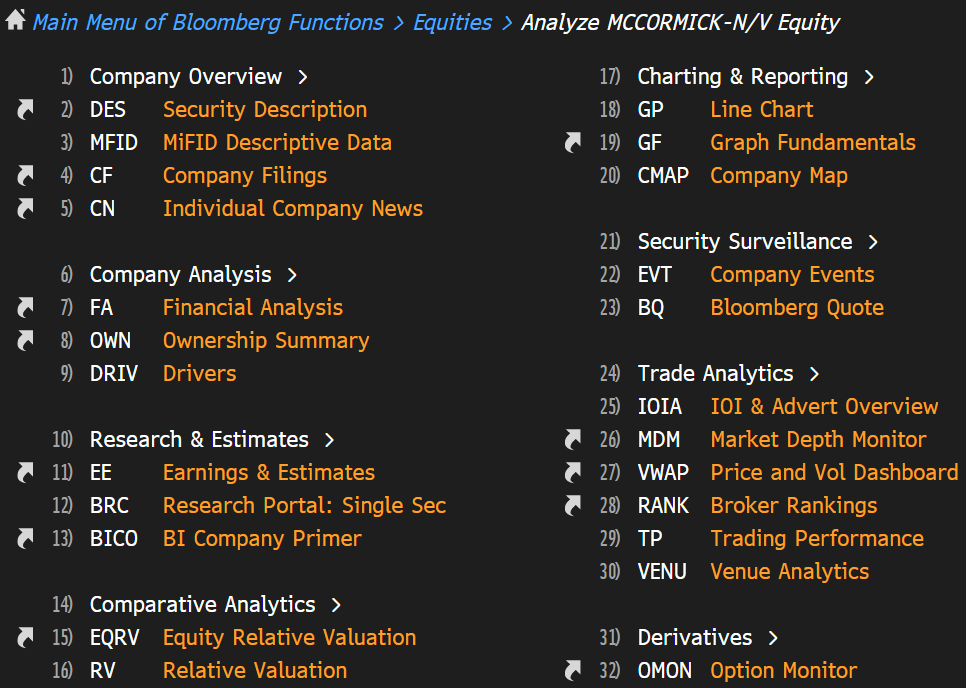 Main Menu of Bloomberg Functions > Equities > Analyze MCCORMICK-N/V Equity
1) Company Overview >
2) DES Security Description
3) MFID MiFID Descriptive Data
4) CF Company Filings
5) CN Individual Company News
6) Company Analysis >
7) FA Financial Analysis
8) OWN Ownership Summary
9) DRIV Drivers
10) Research & Estimates >
11) EE Earnings & Estimates
12) BRC Research Portal: Single Sec
13) BICO BI Company Primer
14) Comparative Analytics >
15) EQRV Equity Relative Valuation
16) RV Relative Valuation
17) Charting & Reporting >
18) GP Line Chart
19) GF Graph Fundamentals
20) CMAP Company Map
21) Security Surveillance >
22) EVT Company Events
23) BQ Bloomberg Quote
24) Trade Analytics >
25) IOIA IOI & Advert Overview
26) MDM Market Depth Monitor
27) VWAP Price and Vol Dashboard
28) RANK Broker Rankings
29) TP Trading Performance
30) VENU Venue Analytics
31) Derivatives >
32) OMON Option Monitor